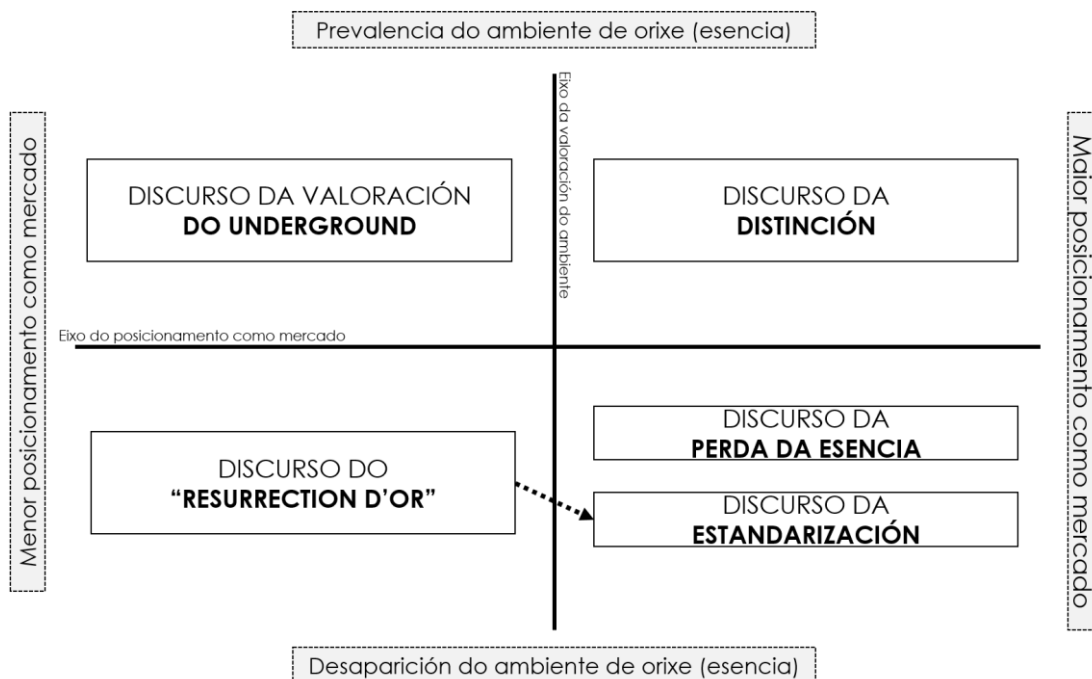 Prevalencia do ambiente de orixe (esencia)
Menor posicionamento como mercado
Eixo da valoración do ambiente
Maior posicionamento como mercado
DISCURSO DA VALORACIÓN
DO UNDERGROUND
DISCURSO DA
DISTINCIÓN
Eixo do posicionamento como mercado
DISCURSO DO
“RESURRECTION D’OR”
DISCURSO DA
PERDA DA ESENCIA
DISCURSO DA
ESTANDARIZACIÓN
Desaparición do ambiente de orixe (esencia)